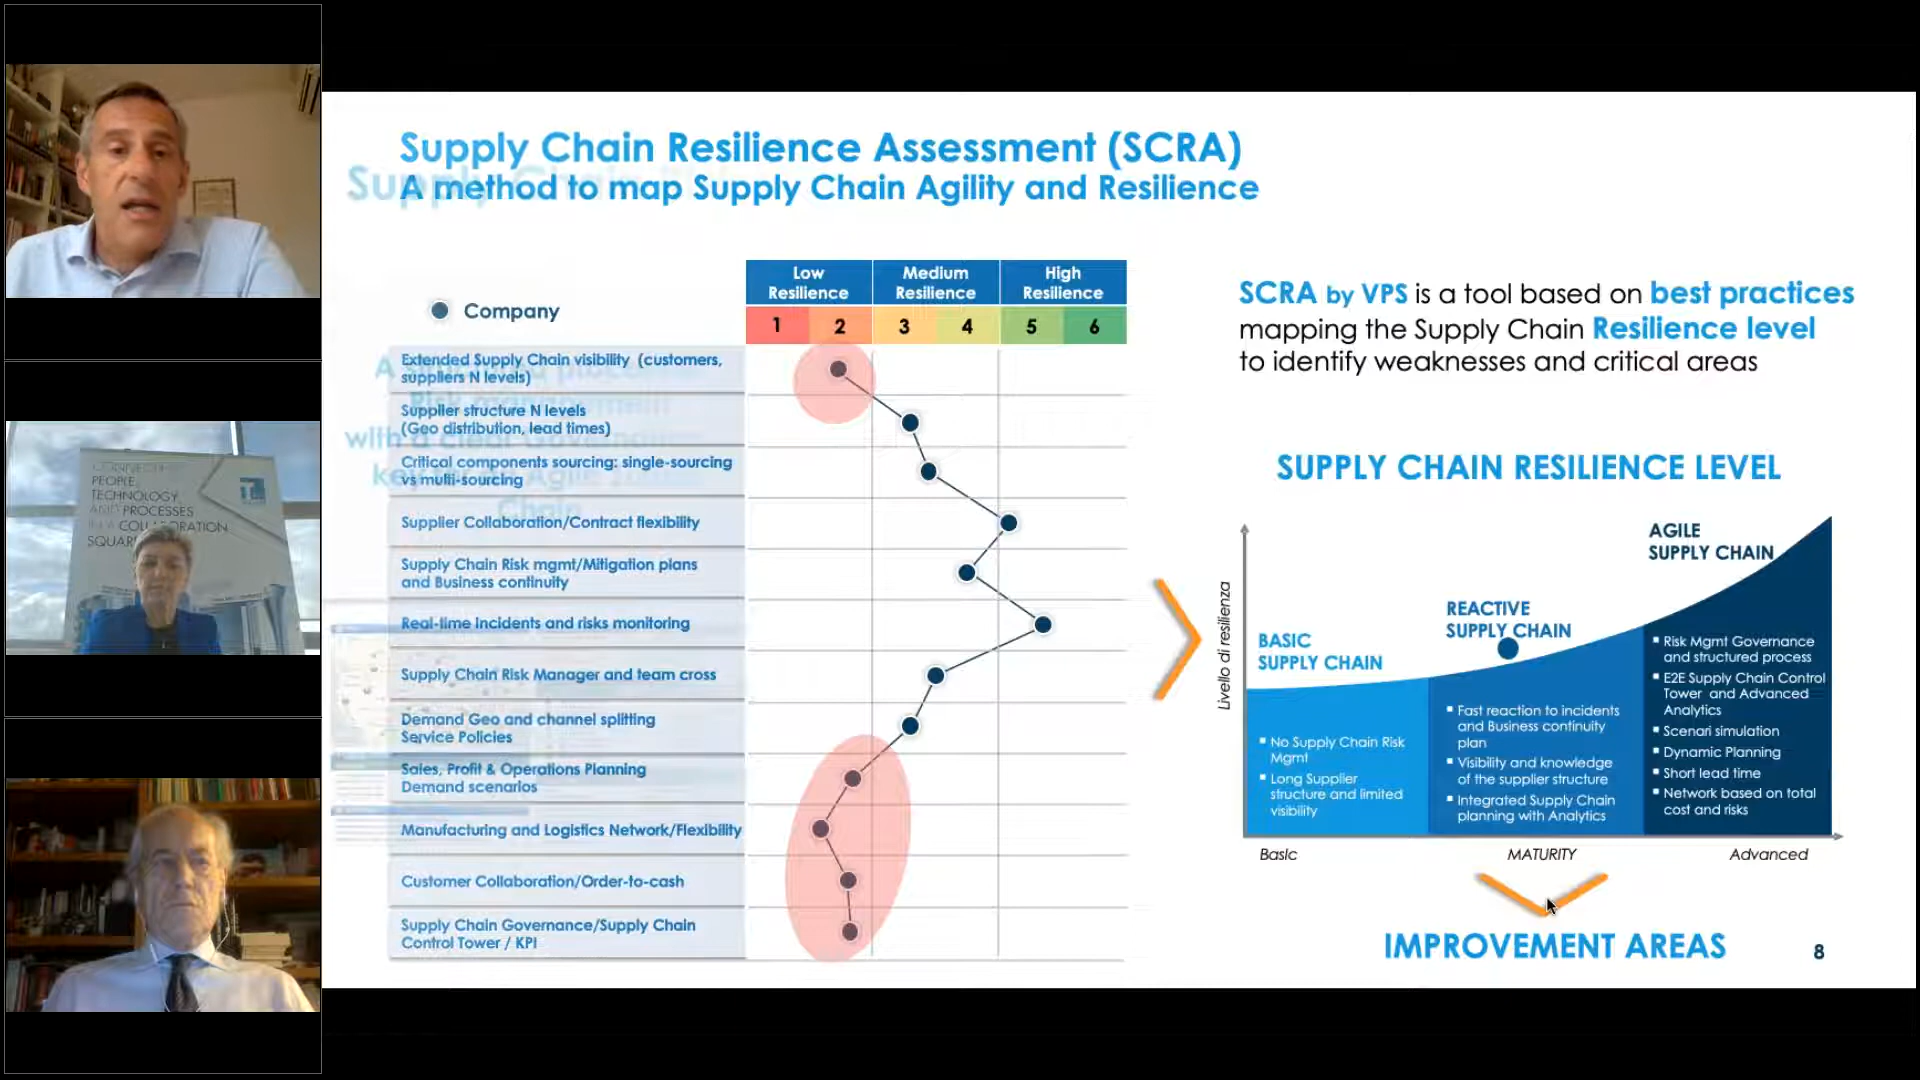 Supply Chain Resilience Assessment (SCRA)
A method to map Supply Chain Agility and Resilience
Company
Low Resilience
Medium Resilience
High Resilience
1 2 3 4 5 6
Extended Supply Chain visibility (customers,
suppliers N levels)
Supplier structure N levels
(Geo distribution, lead times)
Critical components sourcing: single-sourcing
vs multi-sourcing
Supplier Collaboration/Contract flexibility
Supply Chain Risk mgmt/Mitigation plans
and Business continuity
Real-time Incidents and risks monitoring
Supply Chain Risk Manager and team cross
Demand Geo and channel splitting
Service Policies
Sales, Profit & Operations Planning
Demand scenarios
Manufacturing and Logistics Network/Flexibility
Customer Collaboration/Order-to-cash
Supply Chain Governance/Supply Chain
Control Tower / KPI
SCRA by VPS is a tool based on best practices
mapping the Supply Chain Resilience level
to identify weaknesses and critical areas
SUPPLY CHAIN RESILIENCE LEVEL
Livello di resilienza
BASIC
SUPPLY CHAIN
▪ No Supply Chain Risk
Mgmt
▪ Long Supplier
structure and limited
visibility
REACTIVE
SUPPLY CHAIN
▪ Fast reaction to incidents
and Business continuity
plan
▪ Visibility and knowledge
of the supplier structure
▪ Integrated Supply Chain
planning with Analytics
AGILE
SUPPLY CHAIN
▪ Risk Mgmt Governance
and structured process
▪ E2E Supply Chain Control
Tower and Advanced
Analytics
▪ Scenari simulation
▪ Dynamic Planning
▪ Short lead time
▪ Network based on total
cost and risks
Basic
MATURITY
Advanced
IMPROVEMENT AREAS
8
PEOPLE,
TECHNOLOGY
AND PROCESSES